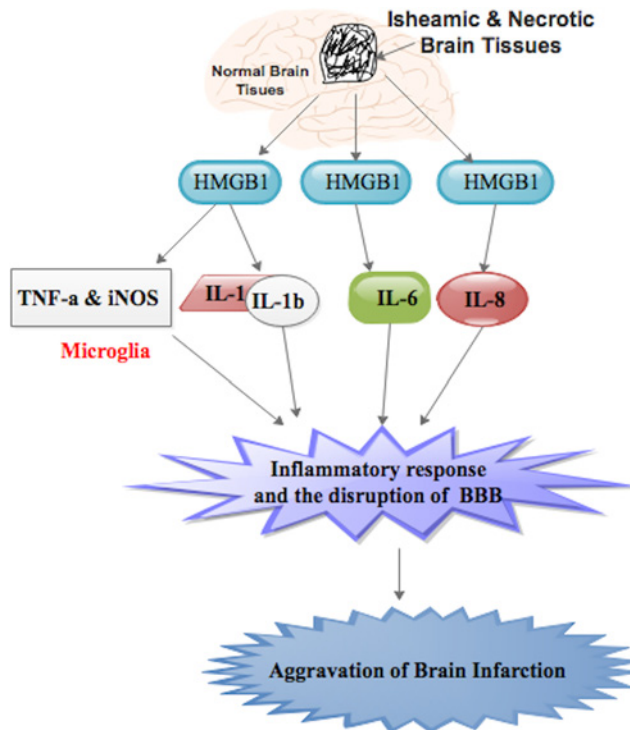 Isheamic & Necrotic
Brain Tissues
Normal Brain
Tisues
HMGB1
HMGB1
HMGB1
TNF-a & iNOS
IL-1
IL-1b
IL-6
IL-8
Microglia
Inflammatory response
and the disruption of BBB
Aggravation of Brain Infarction